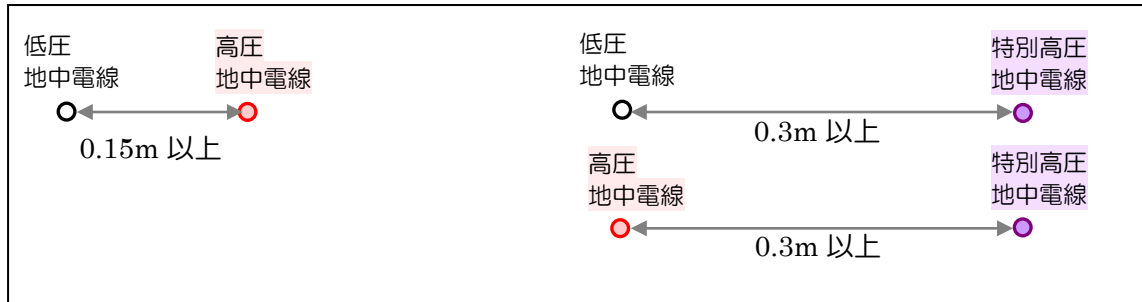 低圧
地中電線
高圧
地中電線
0.15m 以上
低圧
地中電線
特別高圧
地中電線
0.3m 以上
高圧
地中電線
特別高圧
地中電線
0.3m 以上